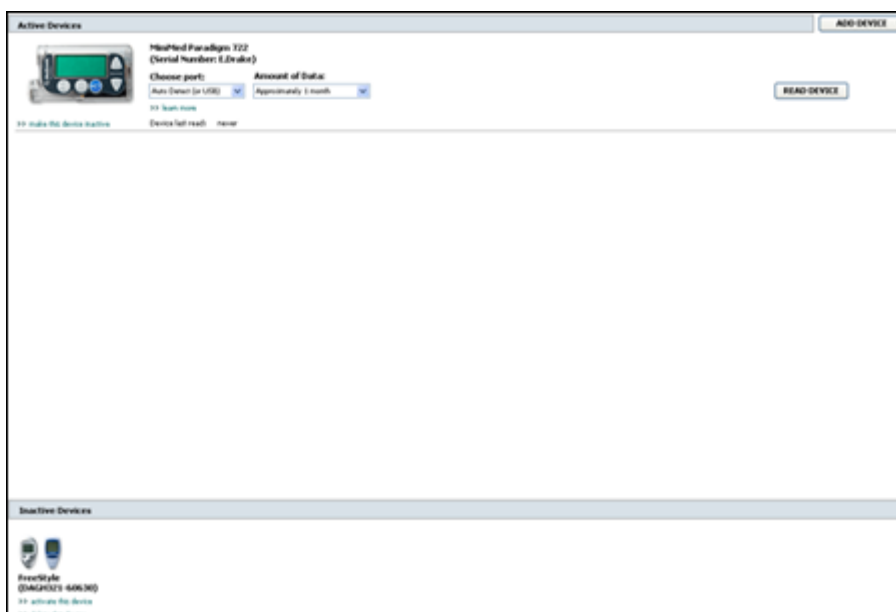 Active Devices
ADD DEVICE
MiniMed Paradigm 722
(Serial Number: E.Drake)
Choose port:
Amount of Data:
Auto Detect (or USB)
Approximately 1 month
READ DEVICE
>> learn more
>> make this device inactive
Device last read: never
Inactive Devices
FreeStyle
(DAGH321-60630)
>> activate this device